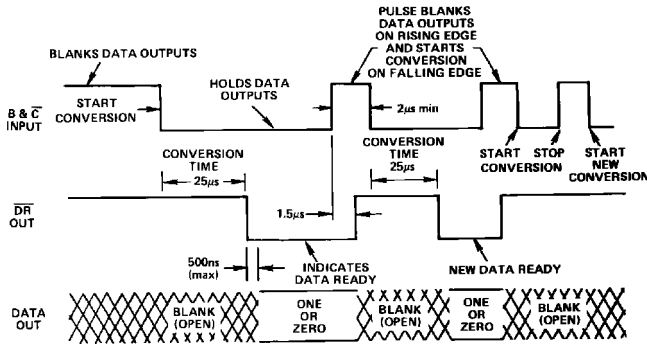 PULSE BLANKS
DATA OUTPUTS
ON RISING EDGE
AND STARTS
CONVERSION
ON FALLING EDGE
BLANKS DATA OUTPUTS
HOLDS DATA
OUTPUTS
START
CONVERSION
B & C̅
INPUT
2μs min
CONVERSION
TIME
25μs
CONVERSION
TIME
25μs
START
CONVERSION
STOP
START
NEW
CONVERSION
D̅R̅
OUT
1.5μs
500ns
(max)
INDICATES
DATA READY
NEW DATA READY
DATA
OUT
BLANK
(OPEN)
ONE
OR
ZERO
BLANK
(OPEN)
ONE
OR
ZERO
BLANK
(OPEN)